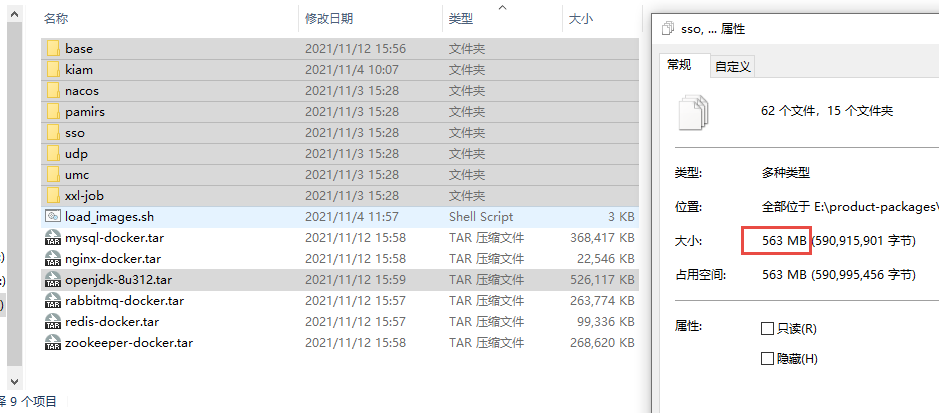 名称 修改日期 类型 大小
base 2021/11/12 15:56 文件夹
kiam 2021/11/4 10:07 文件夹
nacos 2021/11/3 15:28 文件夹
pamirs 2021/11/3 15:28 文件夹
sso 2021/11/3 15:28 文件夹
udp 2021/11/3 15:28 文件夹
umc 2021/11/3 15:28 文件夹
xxl-job 2021/11/3 15:28 文件夹
load_images.sh 2021/11/4 11:57 Shell Script 3 KB
mysql-docker.tar 2021/11/12 15:58 TAR 压缩文件 368,417 KB
nginx-docker.tar 2021/11/12 15:58 TAR 压缩文件 22,546 KB
openjdk-8u312.tar 2021/11/12 15:59 TAR 压缩文件 526,117 KB
rabbitmq-docker.tar 2021/11/12 15:57 TAR 压缩文件 263,774 KB
redis-docker.tar 2021/11/12 15:57 TAR 压缩文件 99,336 KB
zookeeper-docker.tar 2021/11/12 15:58 TAR 压缩文件 268,620 KB
择 9 个项目
sso, ... 属性
常规 自定义
62 个文件，15 个文件夹
类型: 多种类型
位置: 全部位于 E:\product-packages\
大小: 563 MB (590,915,901 字节)
占用空间: 563 MB (590,995,456 字节)
属性: 只读(R)
隐藏(H)